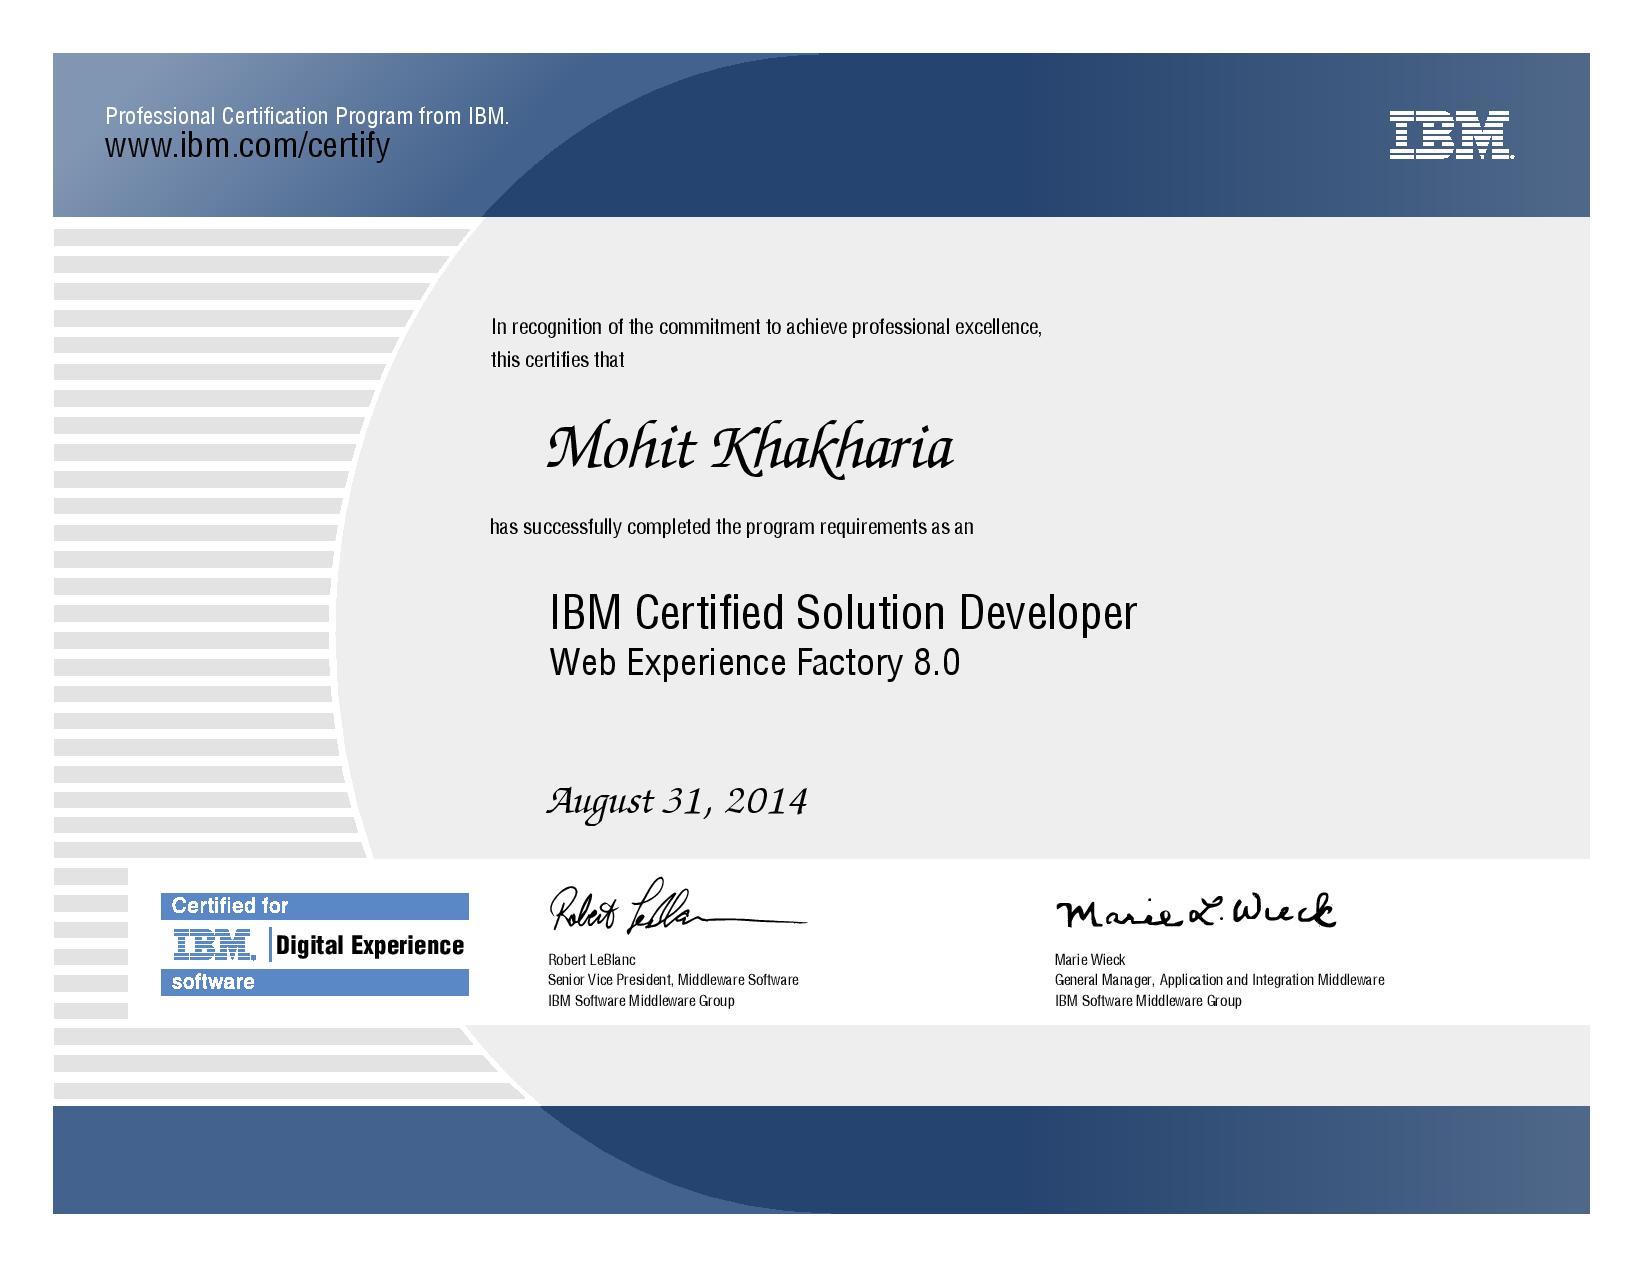 Professional Certification Program from IBM.
www.ibm.com/certify
IBM.
In recognition of the commitment to achieve professional excellence,
this certifies that
Mohit Khakharia
has successfully completed the program requirements as an
IBM Certified Solution Developer
Web Experience Factory 8.0
August 31, 2014
Certified for
IBM. Digital Experience
software
Robert LeBlanc
Robert LeBlanc
Senior Vice President, Middleware Software
IBM Software Middleware Group
Marie L. Wieck
Marie Wieck
General Manager, Application and Integration Middleware
IBM Software Middleware Group